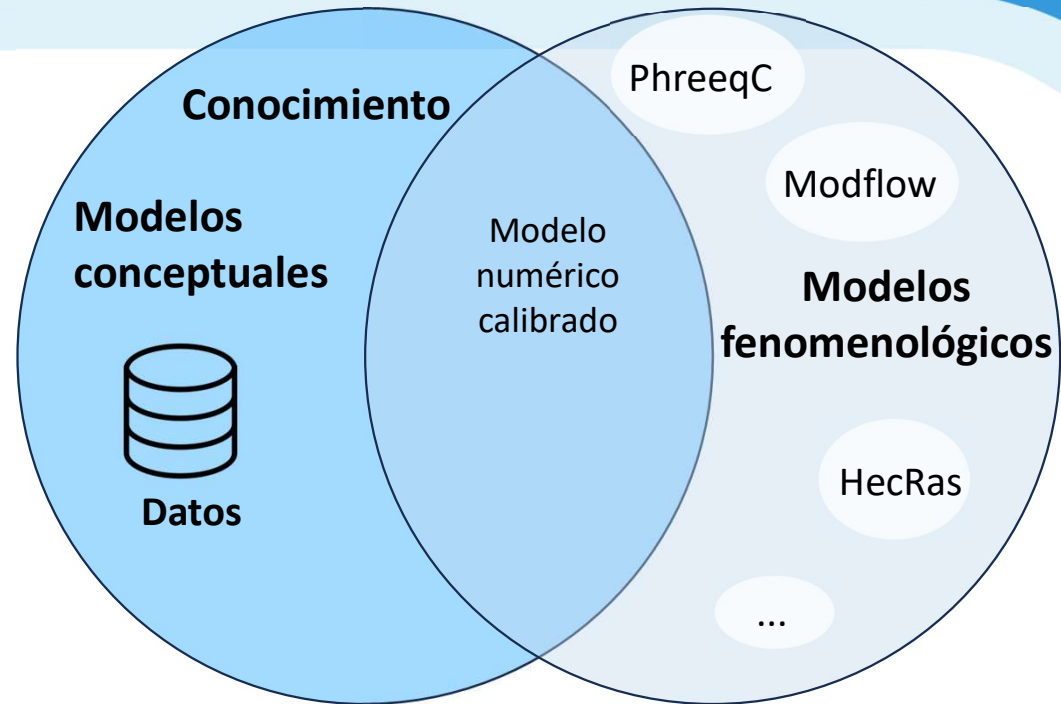 Conocimiento
Modelos
conceptuales
Datos
Modelo
numérico
calibrado
PhreeqC
Modflow
Modelos
fenomenológicos
HecRas
...